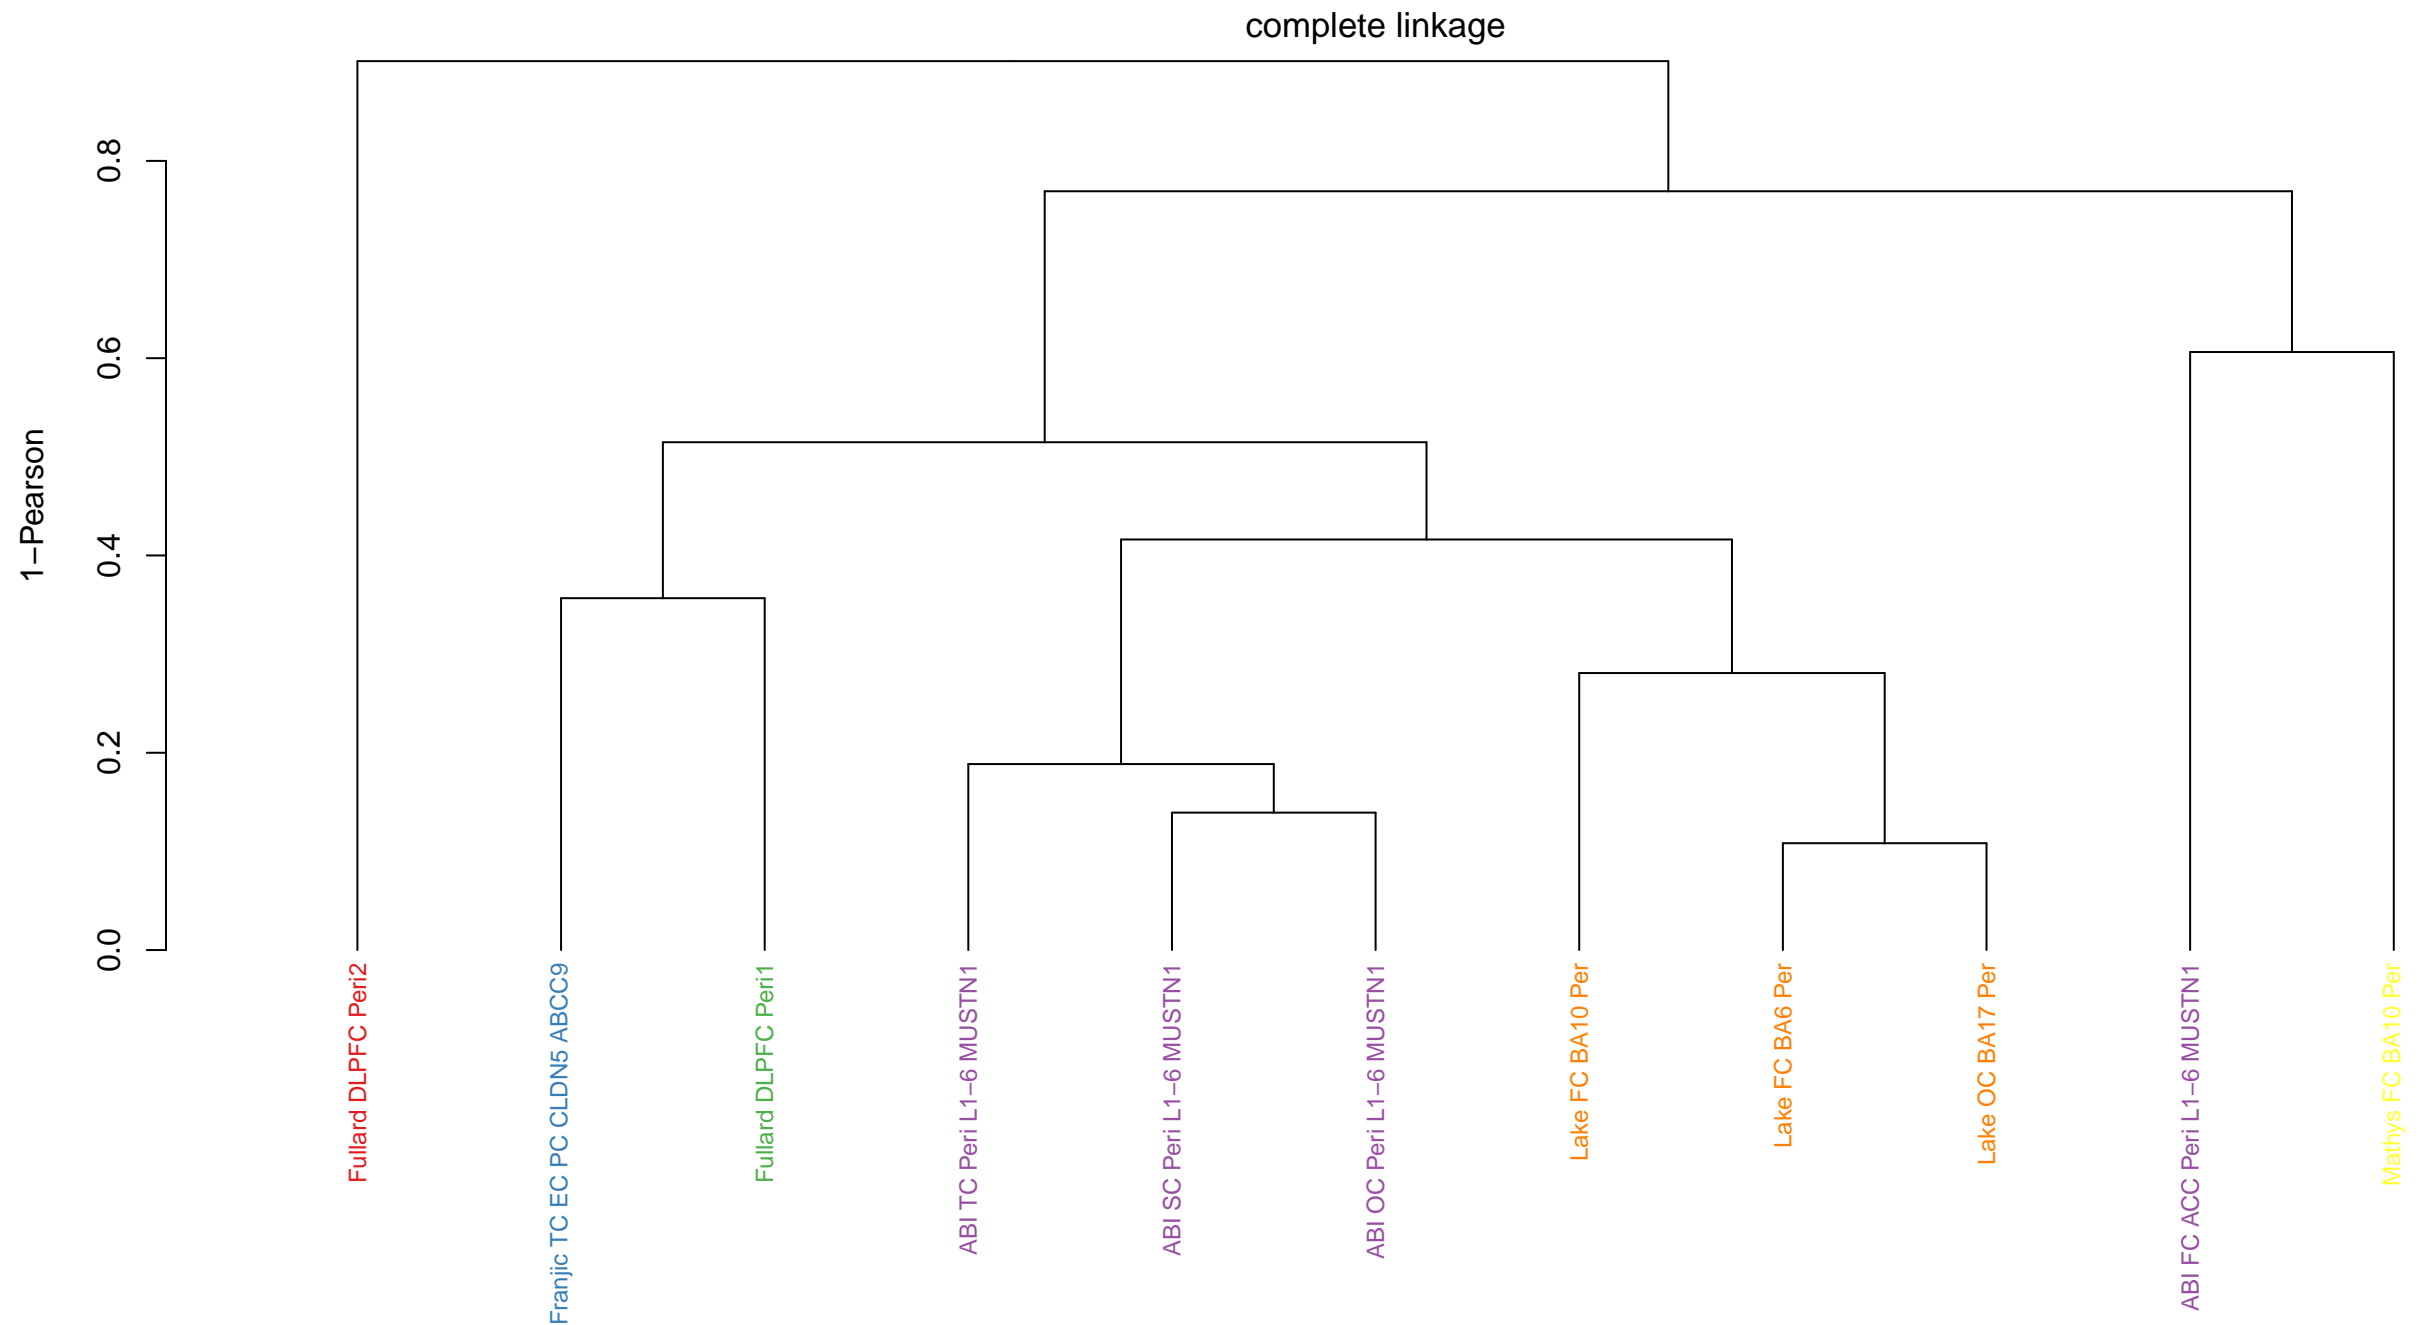 complete linkage
1−Pearson
0.8
0.6
0.4
0.2
0.0
Fullard DLPFC Peri2
Franjic TC EC PC CLDN5 ABCC9
Fullard DLPFC Peri1
ABI TC Peri L1−6 MUSTN1
ABI SC Peri L1−6 MUSTN1
ABI OC Peri L1−6 MUSTN1
Lake FC BA10 Per
Lake FC BA6 Per
Lake OC BA17 Per
ABI FC ACC Peri L1−6 MUSTN1
Mathys FC BA10 Per